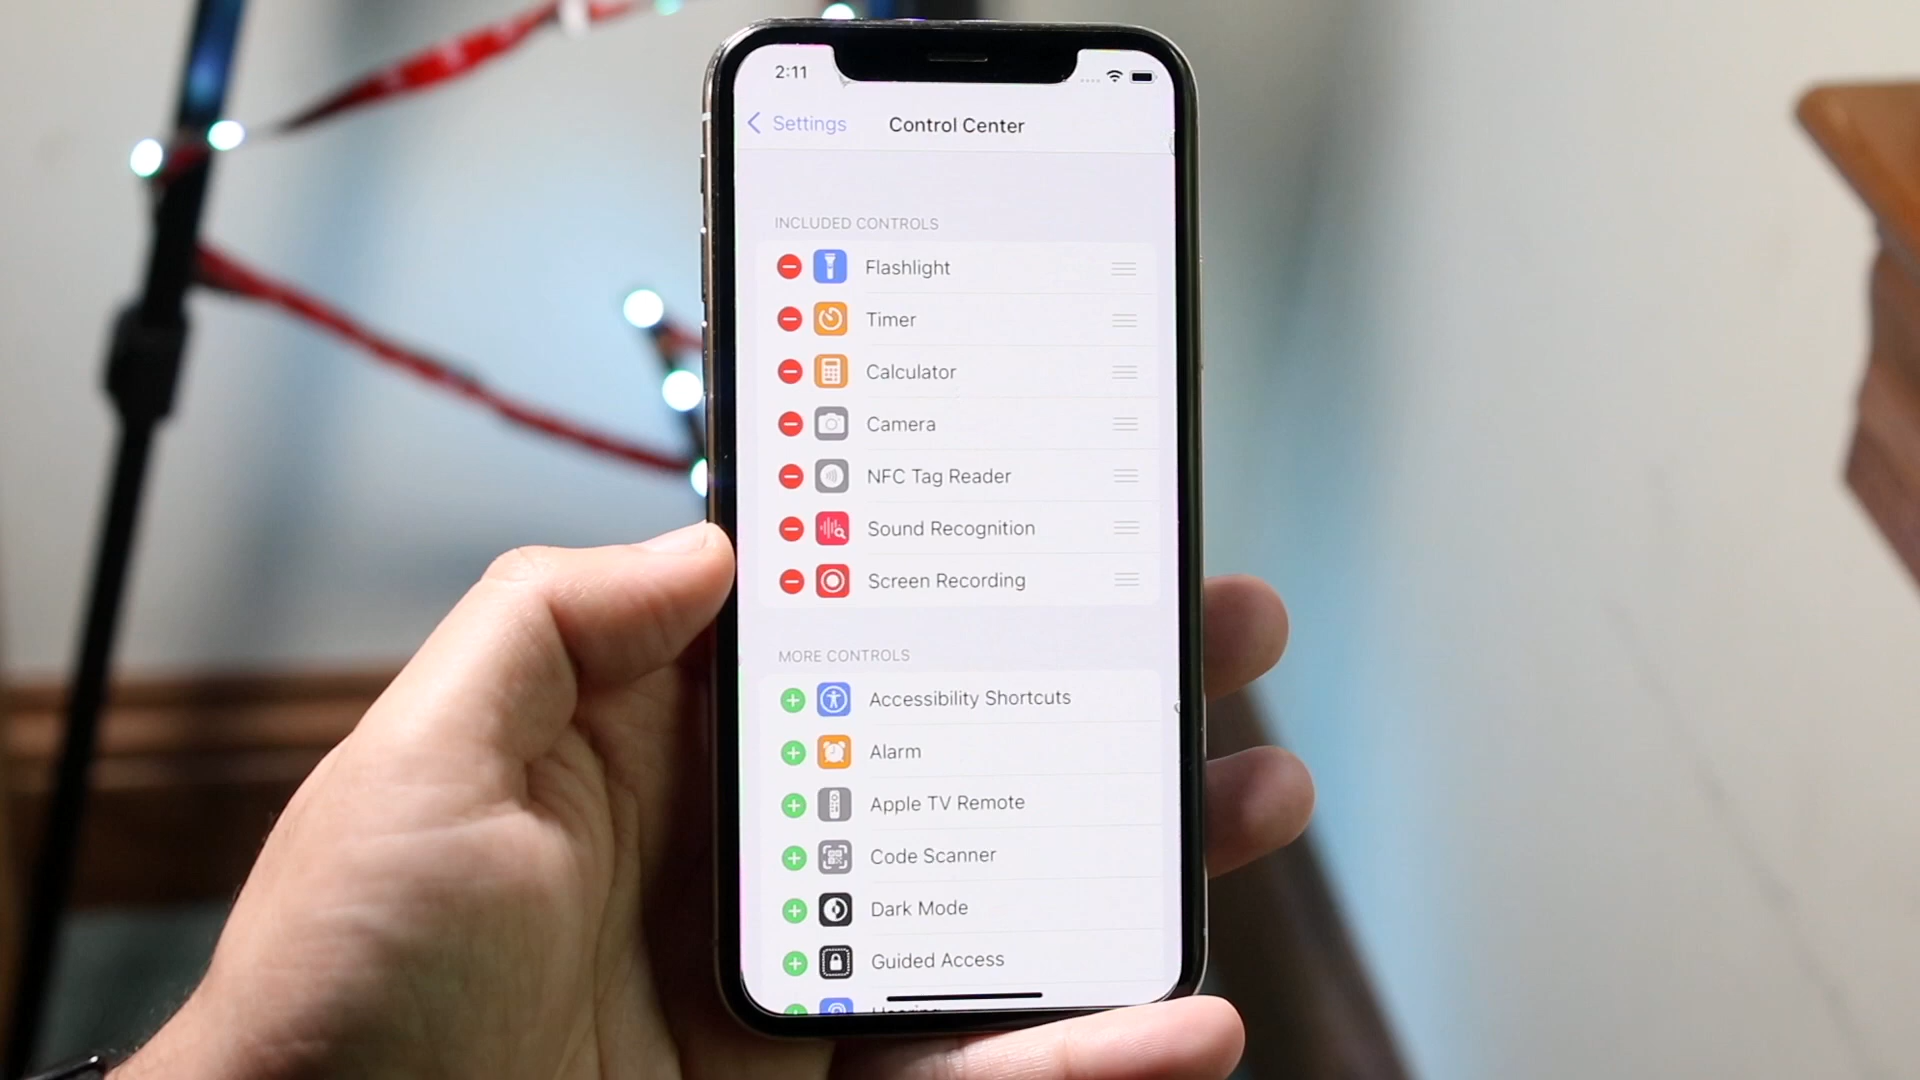 2:11
Settings
Control Center
INCLUDED CONTROLS
Flashlight
Timer
Calculator
Camera
NFC Tag Reader
Sound Recognition
Screen Recording
MORE CONTROLS
Accessibility Shortcuts
Alarm
Apple TV Remote
Code Scanner
Dark Mode
Guided Access
Hearing